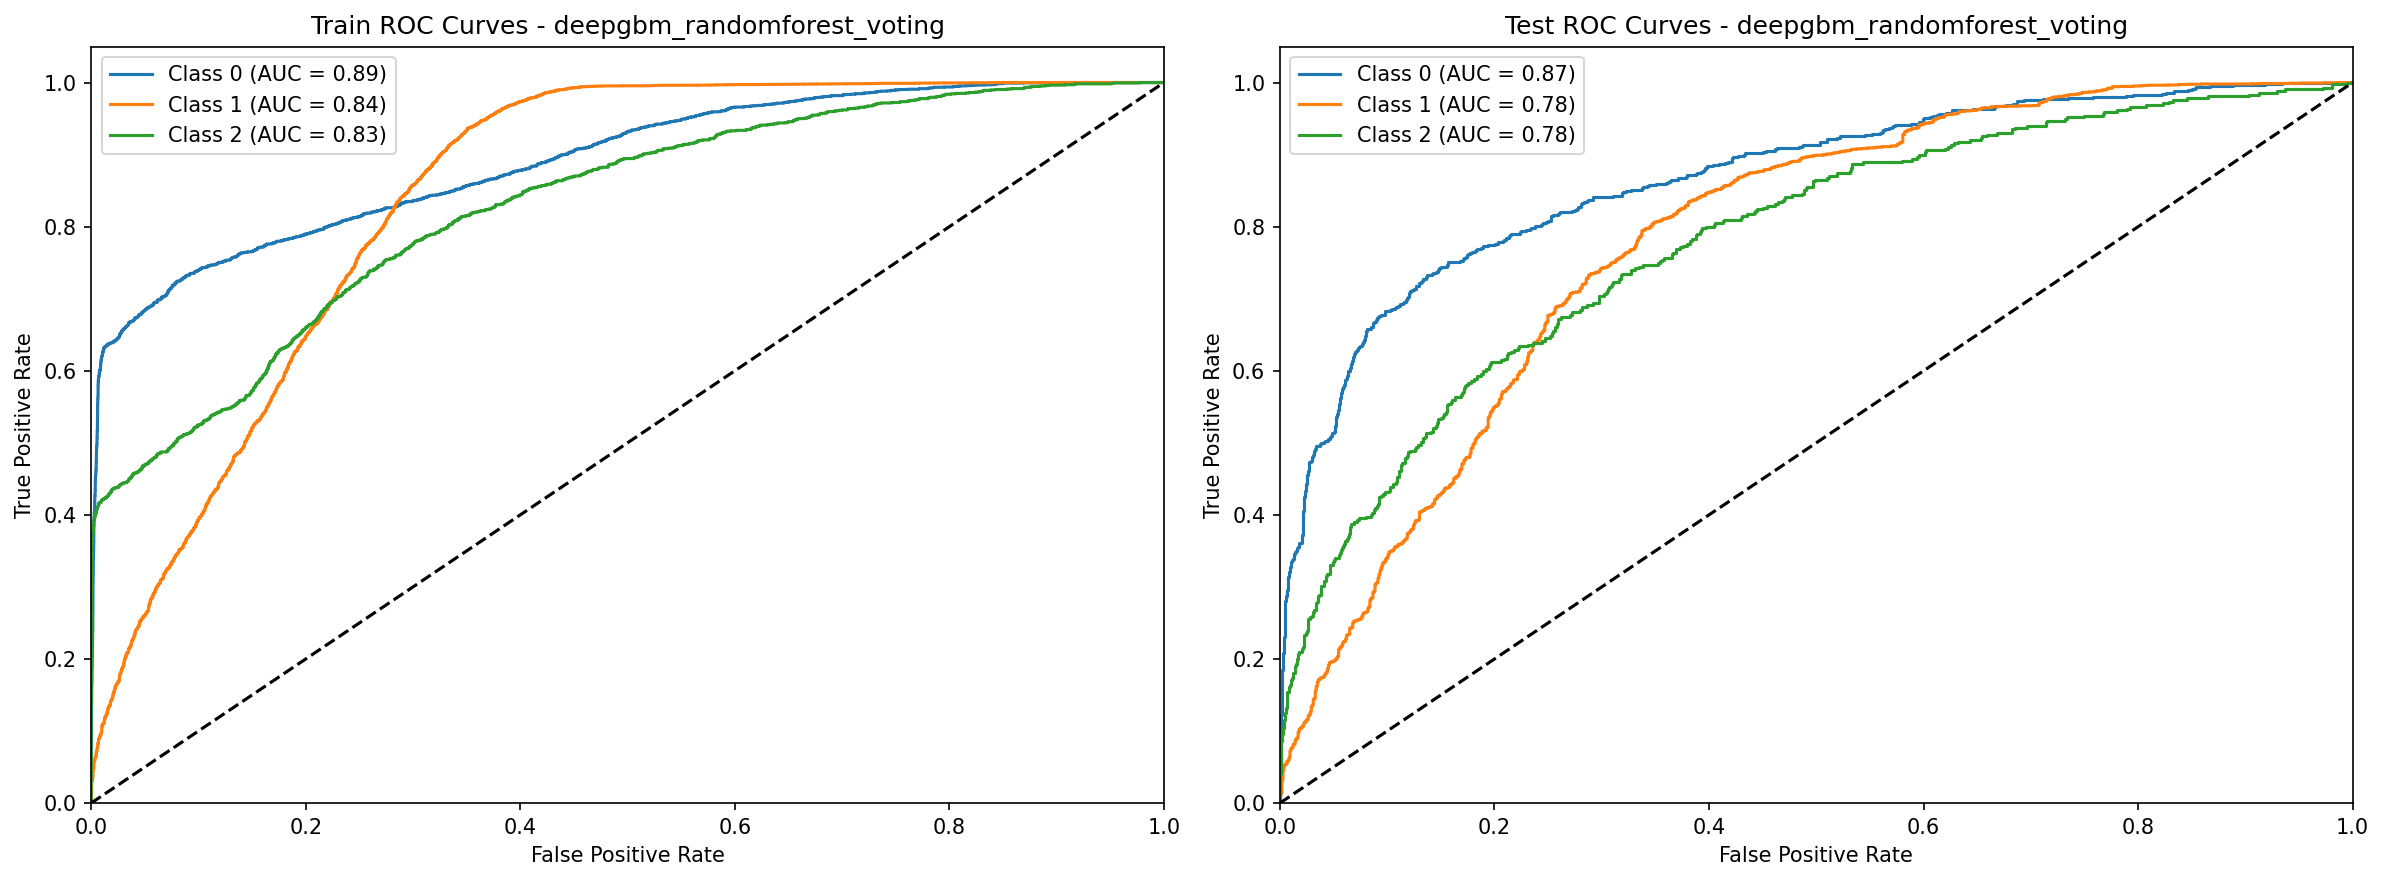 Train ROC Curves - deepgbm_randomforest_voting
Class 0 (AUC = 0.89)
Class 1 (AUC = 0.84)
Class 2 (AUC = 0.83)
True Positive Rate
1.0
0.8
0.6
0.4
0.2
0.0
0.0 0.2 0.4 0.6 0.8 1.0
False Positive Rate
Test ROC Curves - deepgbm_randomforest_voting
Class 0 (AUC = 0.87)
Class 1 (AUC = 0.78)
Class 2 (AUC = 0.78)
True Positive Rate
1.0
0.8
0.6
0.4
0.2
0.0
0.0 0.2 0.4 0.6 0.8 1.0
False Positive Rate